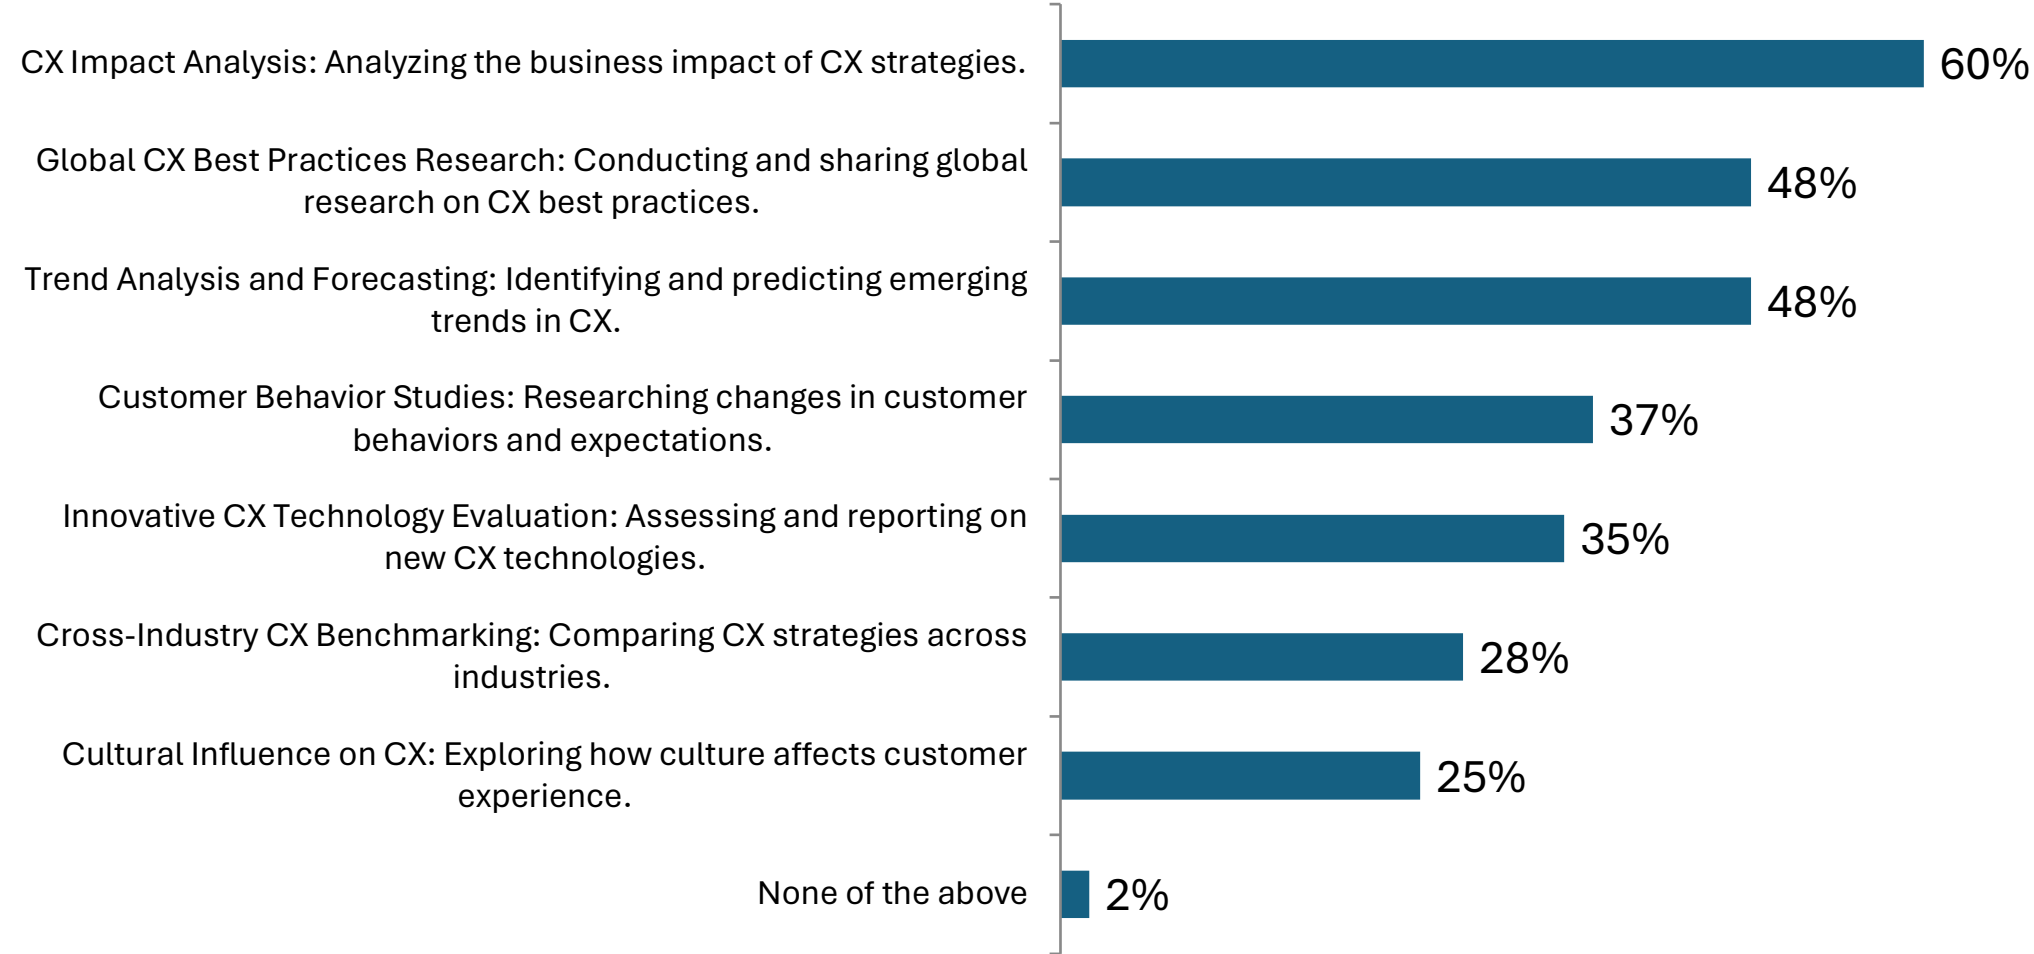 CX Impact Analysis: Analyzing the business impact of CX strategies.
60%
Global CX Best Practices Research: Conducting and sharing global
research on CX best practices.
48%
Trend Analysis and Forecasting: Identifying and predicting emerging
trends in CX.
48%
Customer Behavior Studies: Researching changes in customer
behaviors and expectations.
37%
Innovative CX Technology Evaluation: Assessing and reporting on
new CX technologies.
35%
Cross-Industry CX Benchmarking: Comparing CX strategies across
industries.
28%
Cultural Influence on CX: Exploring how culture affects customer
experience.
25%
None of the above
2%